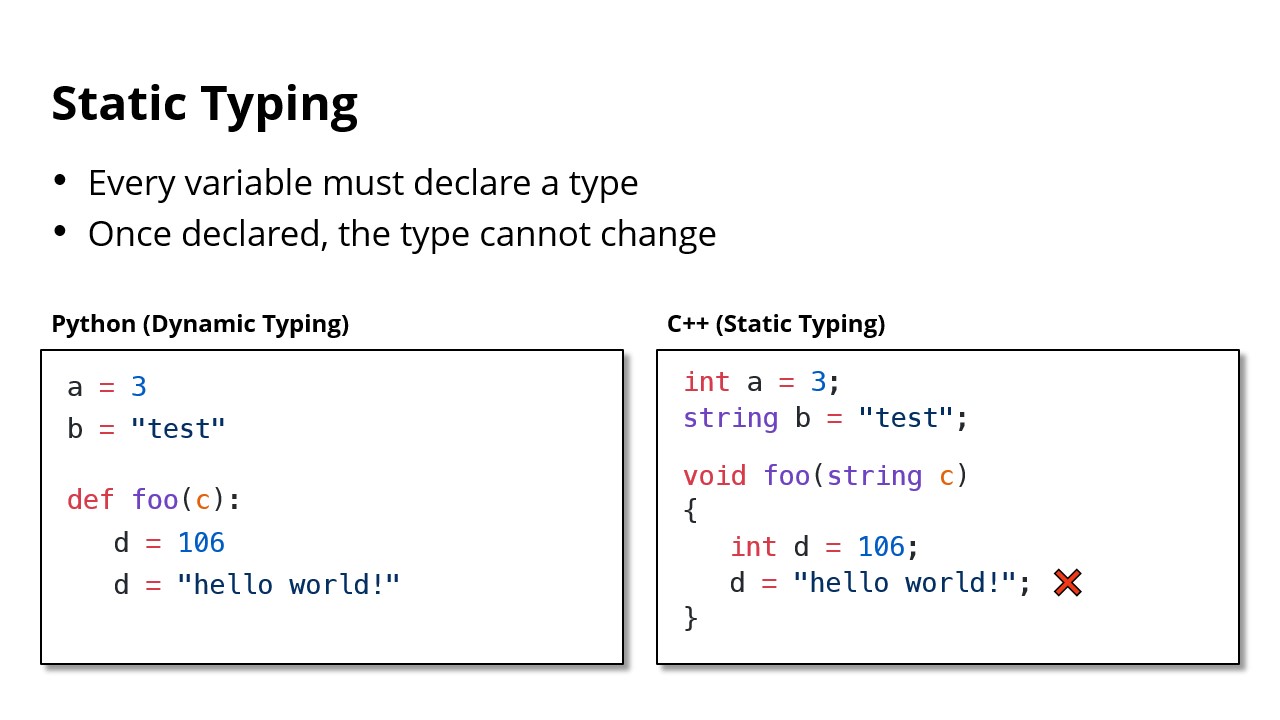 Static Typing
• Every variable must declare a type
• Once declared, the type cannot change
Python (Dynamic Typing)
a = 3
b = "test"
def foo(c):
d = 106
d = "hello world!"
C++ (Static Typing)
int a = 3;
string b = "test";
void foo(string c)
{
int d = 106;
d = "hello world!"; ❌
}